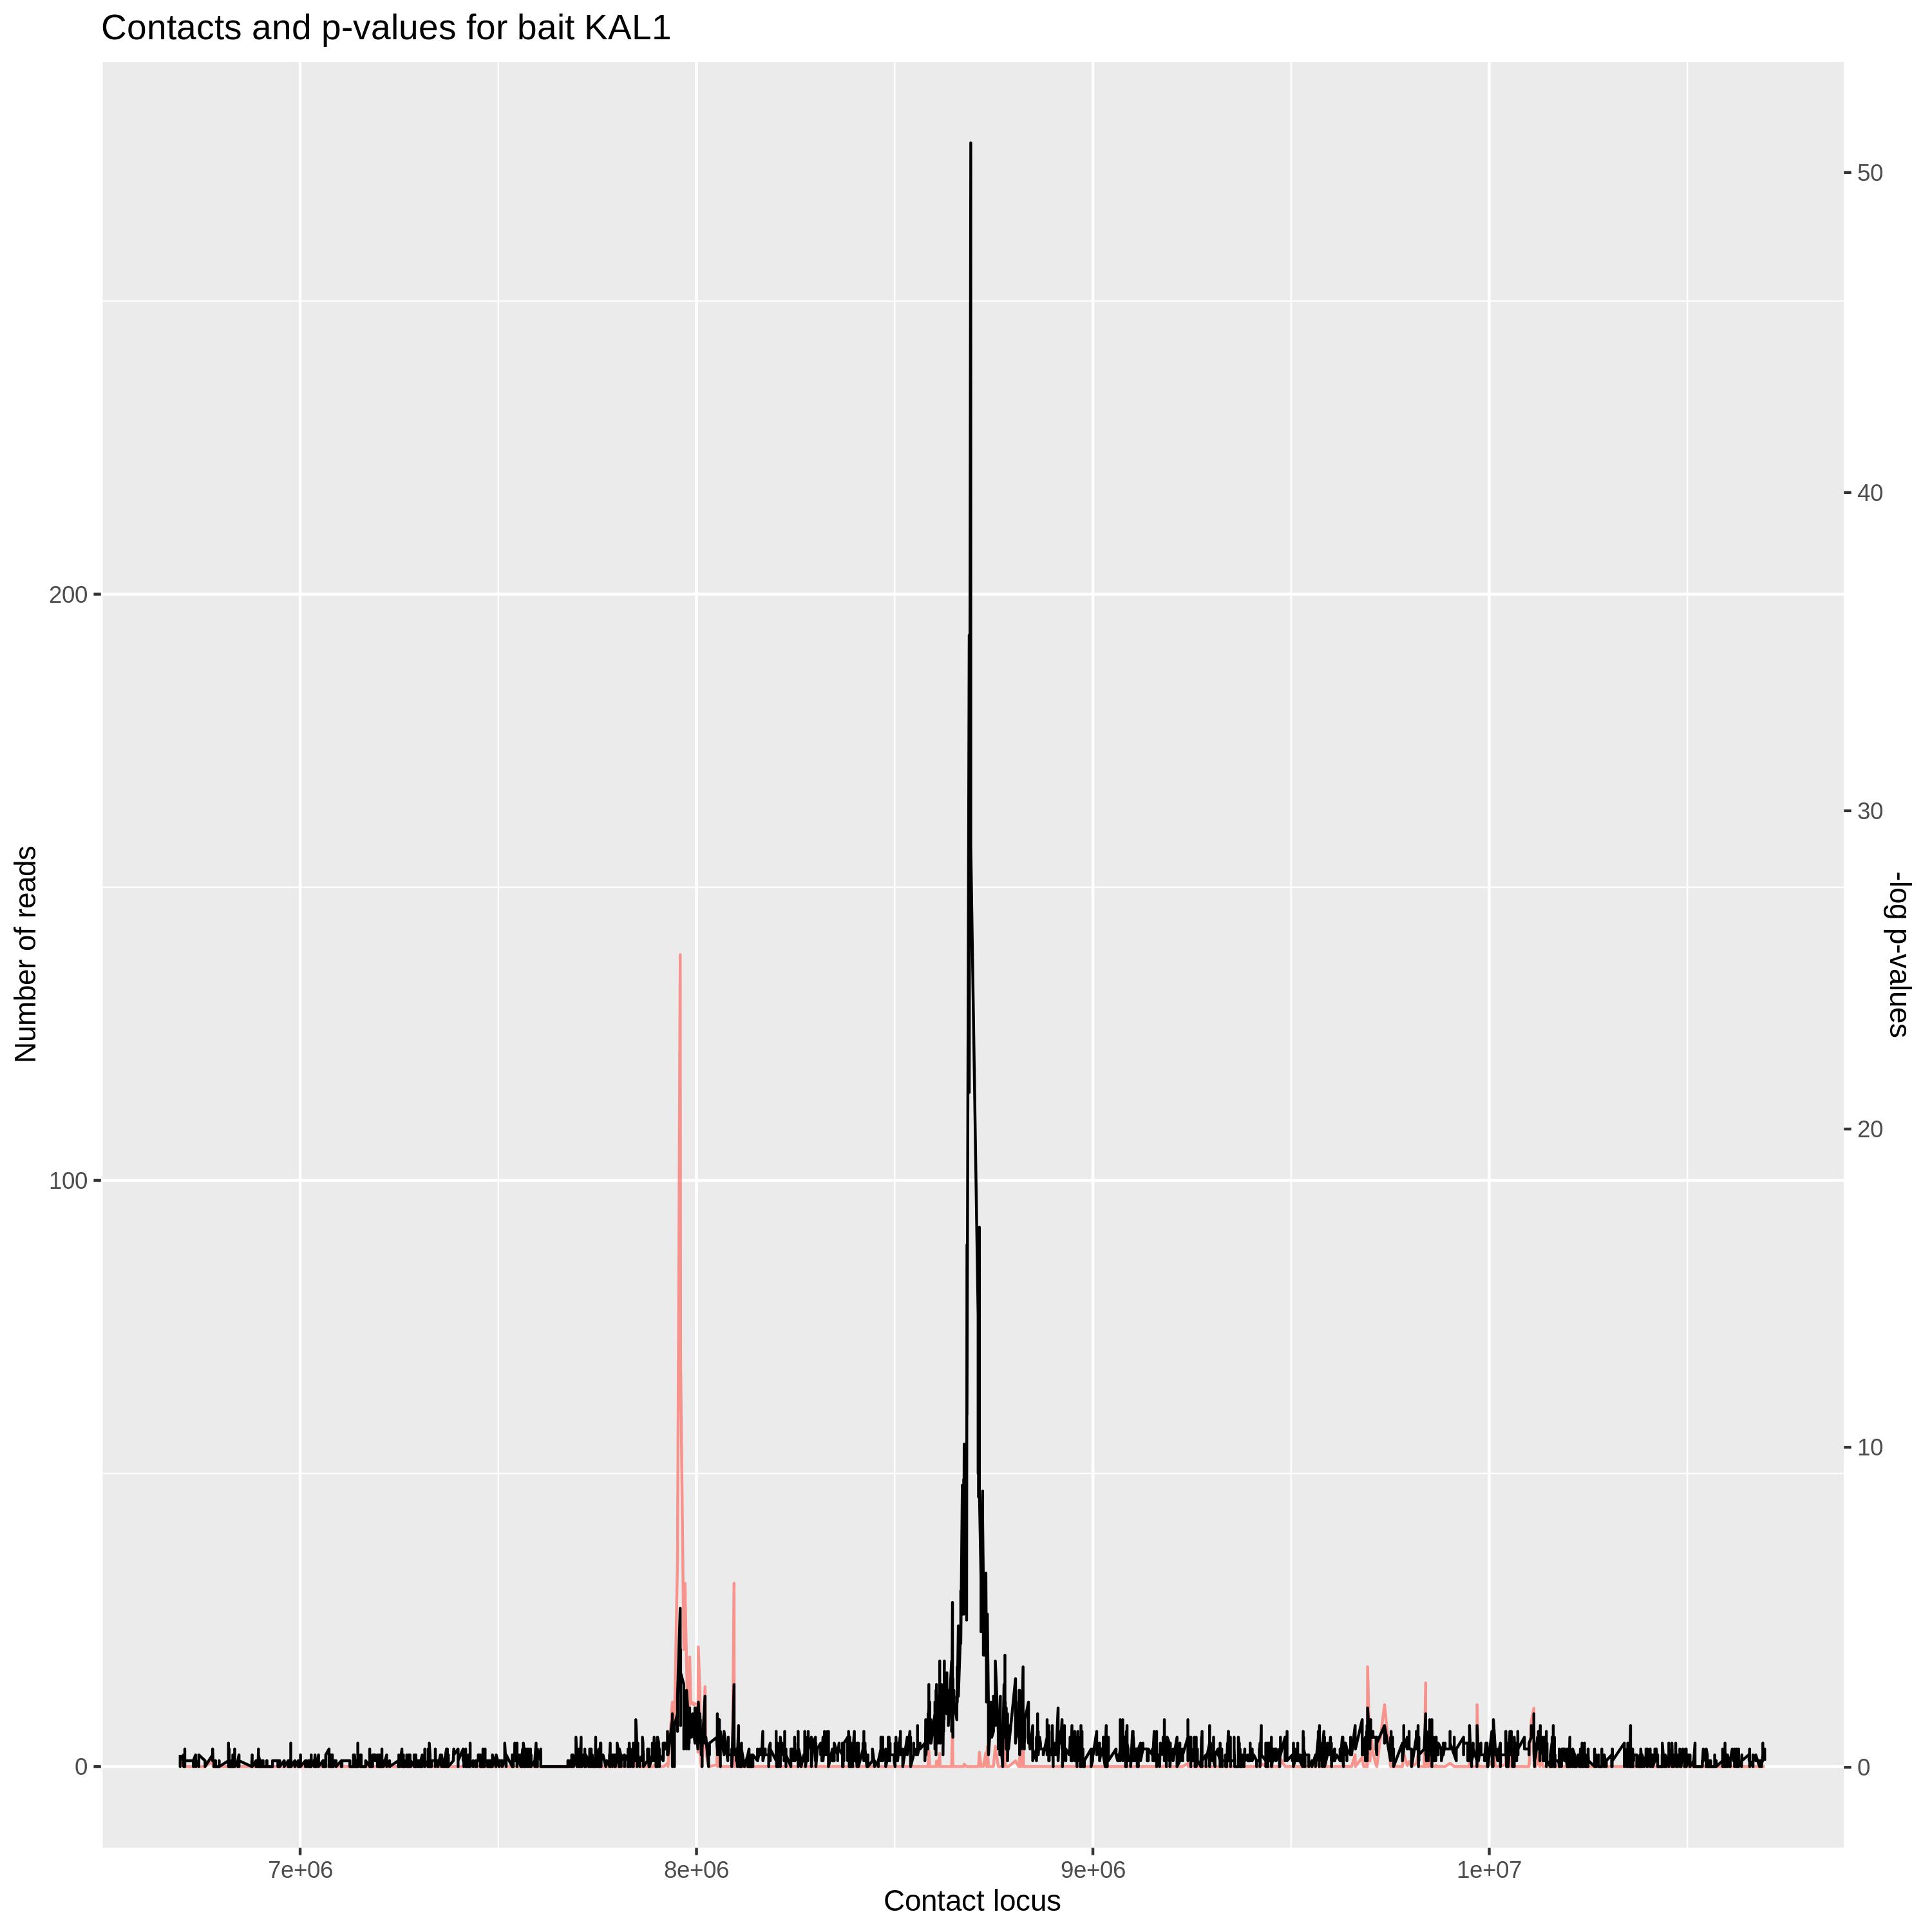 Contacts and p-values for bait KAL1
Number of reads
200
100
0
50
40
30
20
10
0
-log p-values
7e+06
8e+06
9e+06
1e+07
Contact locus